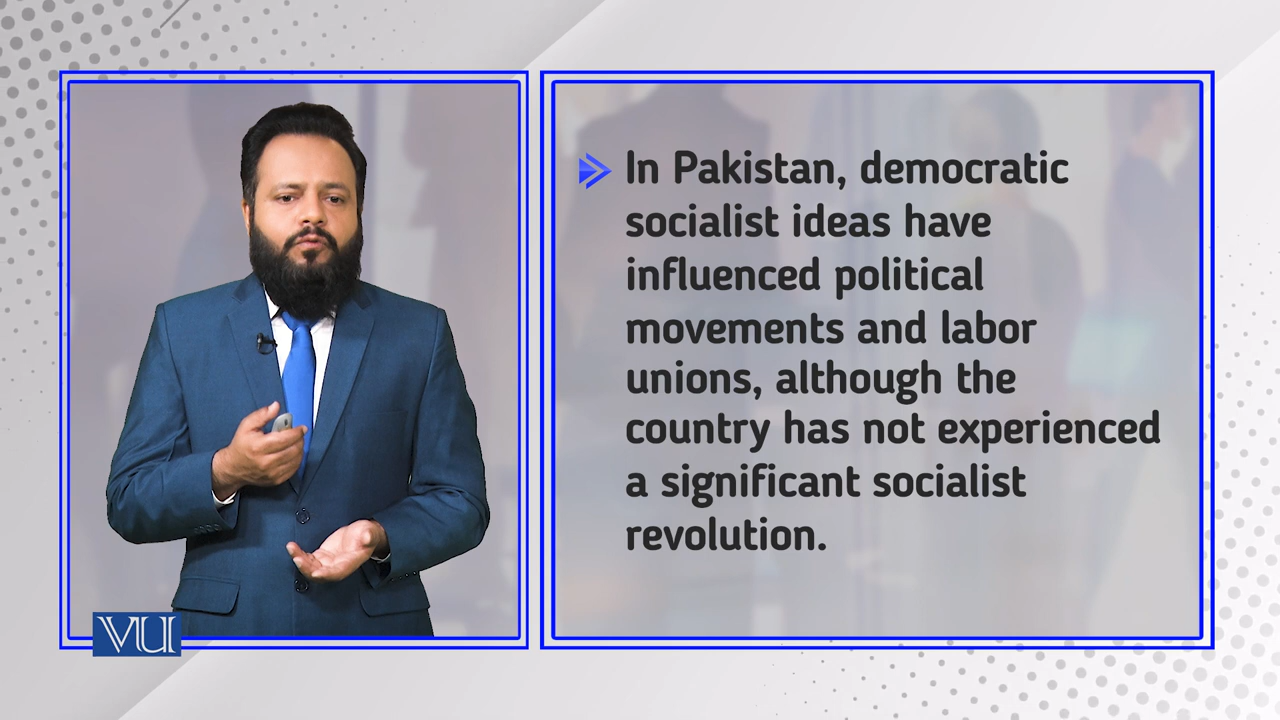 In Pakistan, democratic
socialist ideas have
influenced political
movements and labor
unions, although the
country has not experienced
a significant socialist
revolution.
VU